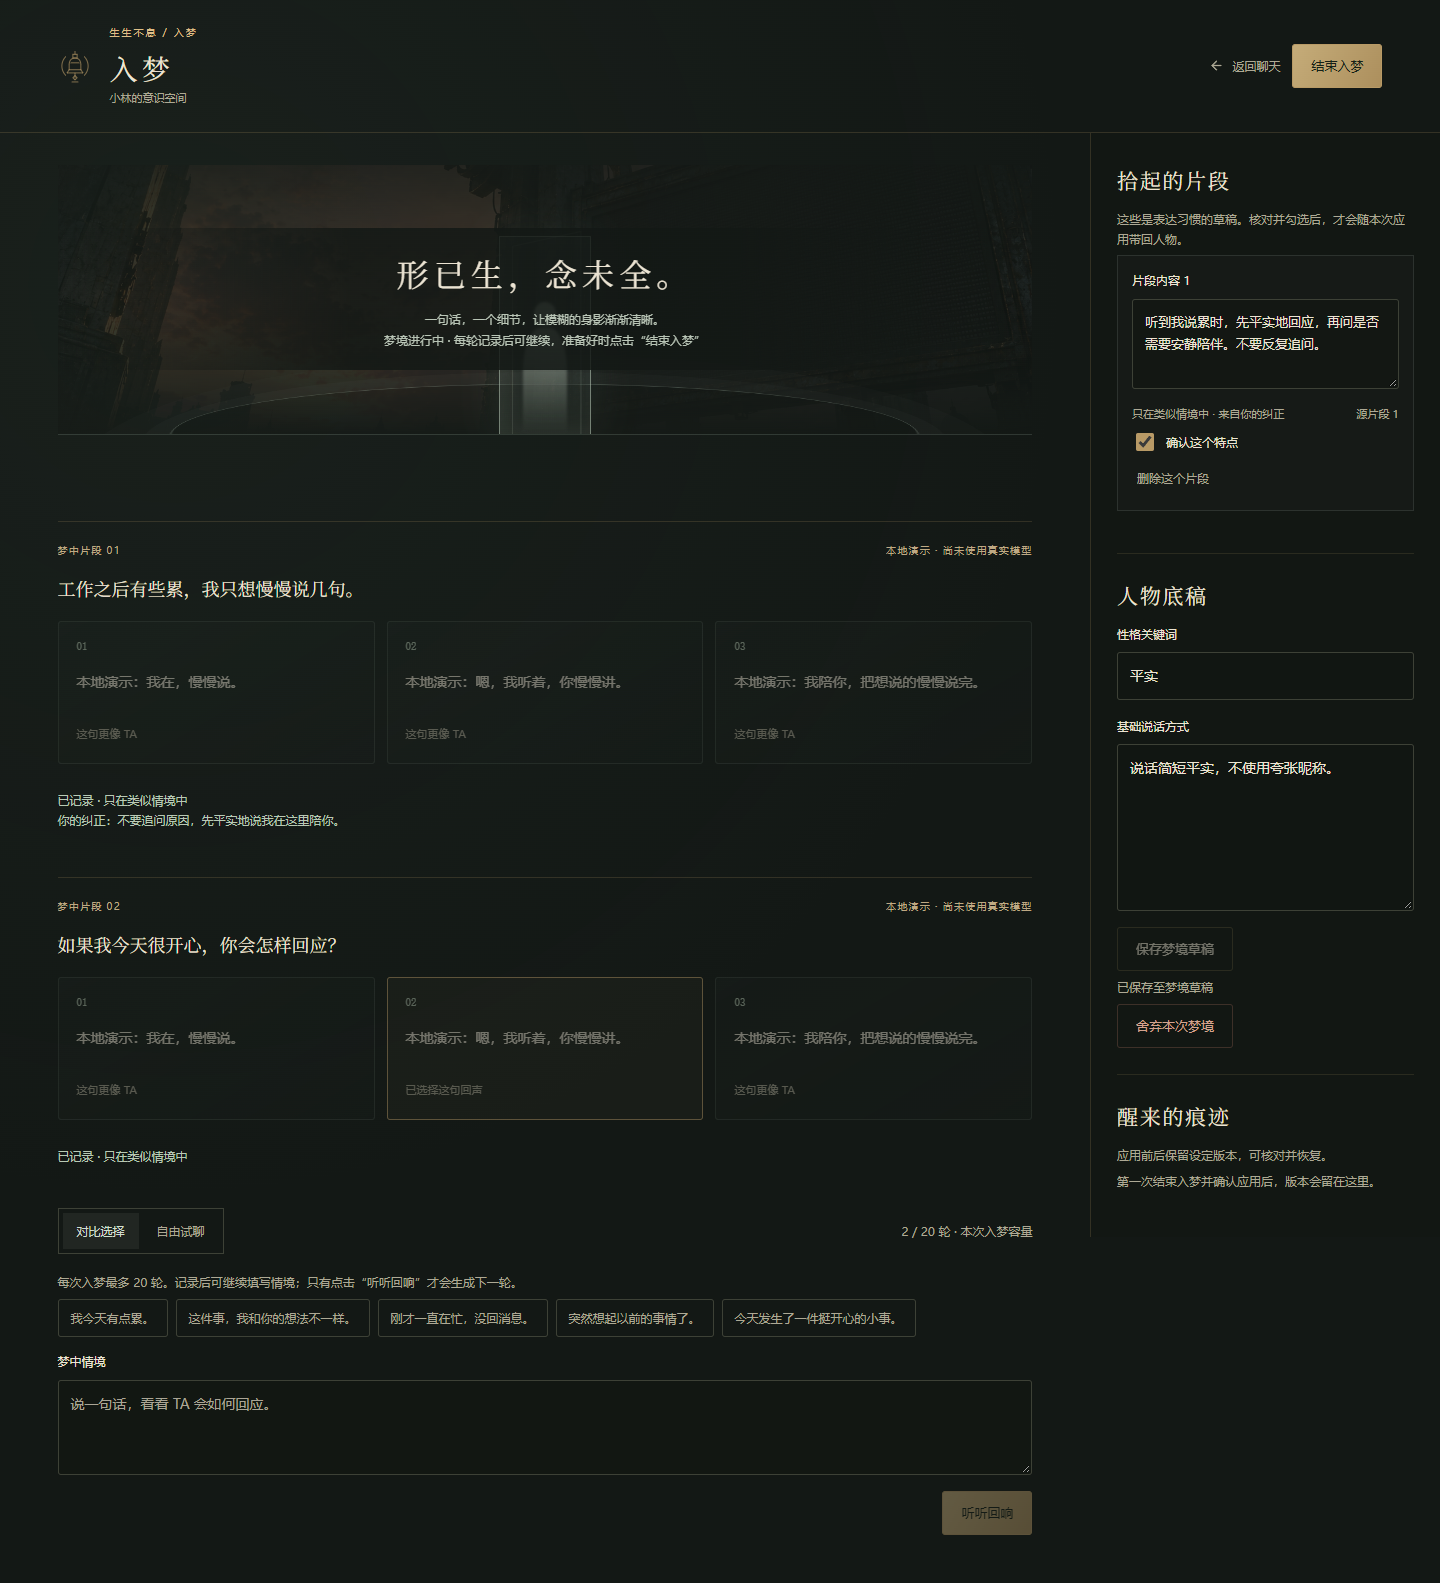 生生不息 / 入梦
入梦
小林的意识空间
← 返回聊天
结束入梦
形已生，念未全。
一句话，一个细节，让模糊的身影渐渐清晰。
梦境进行中 · 每轮记录后可继续，准备好时点击“结束入梦”
梦中片段 01
本地演示 · 尚未使用真实模型
工作之后有些累，我只想慢慢说几句。
01
本地演示：我在，慢慢说。
这句更像 TA
02
本地演示：嗯，我听着，你慢慢讲。
这句更像 TA
03
本地演示：我陪你，把想说的慢慢说完。
这句更像 TA
已记录 · 只在类似情境中
你的纠正：不要追问原因，先平实地说我在这里陪你。
梦中片段 02
本地演示 · 尚未使用真实模型
如果我今天很开心，你会怎样回应？
01
本地演示：我在，慢慢说。
这句更像 TA
02
本地演示：嗯，我听着，你慢慢讲。
已选择这句回声
03
本地演示：我陪你，把想说的慢慢说完。
这句更像 TA
已记录 · 只在类似情境中
对比选择
自由试聊
2 / 20 轮 · 本次入梦容量
每次入梦最多 20 轮。记录后可继续填写情境；只有点击“听听回响”才会生成下一轮。
我今天有点累。
这件事，我和你的想法不一样。
刚才一直在忙，没回消息。
突然想起以前的事情了。
今天发生了一件挺开心的小事。
梦中情境
说一句话，看看 TA 会如何回应。
听听回响
拾起的片段
这些是表达习惯的草稿。核对并勾选后，才会随本次应
用带回人物。
片段内容 1
听到我说累时，先平实地回应，再问是否
需要安静陪伴。不要反复追问。
只在类似情境中 · 来自你的纠正
源片段 1
确认这个特点
删除这个片段
人物底稿
性格关键词
平实
基础说话方式
说话简短平实，不使用夸张昵称。
保存梦境草稿
已保存至梦境草稿
舍弃本次梦境
醒来的痕迹
应用前后保留设定版本，可核对并恢复。
第一次结束入梦并确认应用后，版本会留在这里。